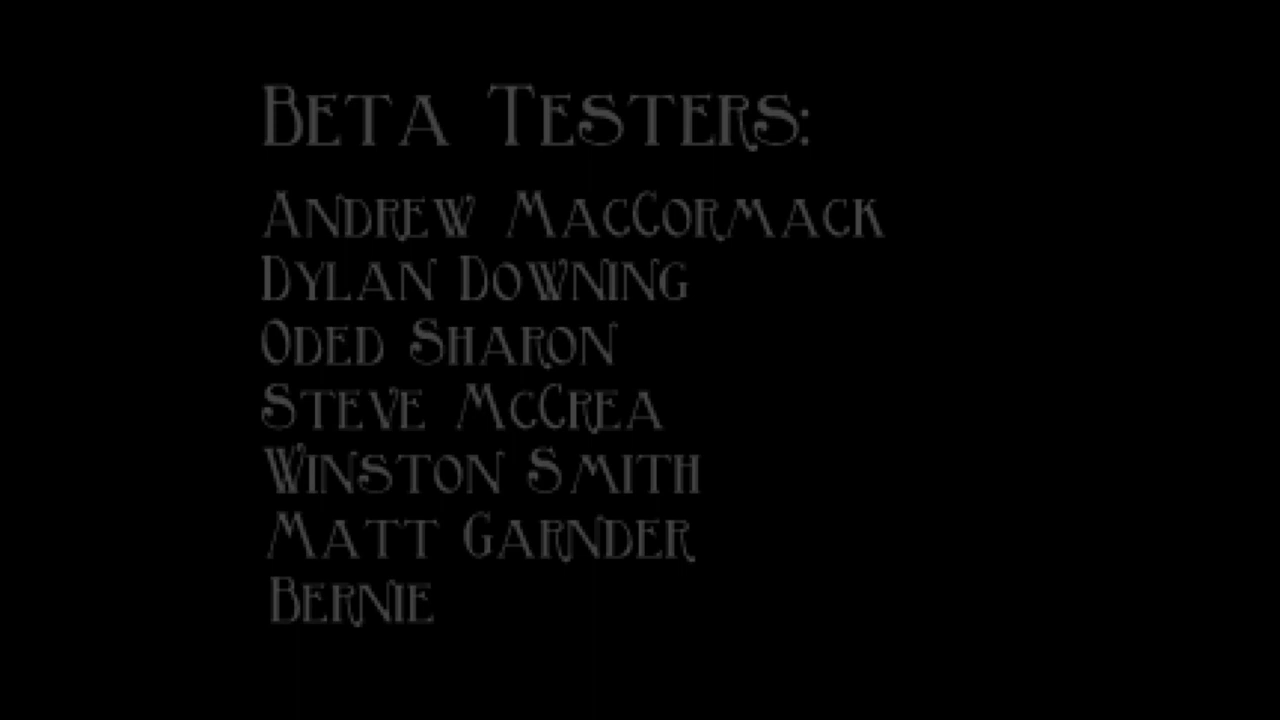 Beta Testers:
Andrew MacCormack
Dylan Downing
Oded Sharon
Steve McCrea
Winston Smith
Matt Garnder
Bernie